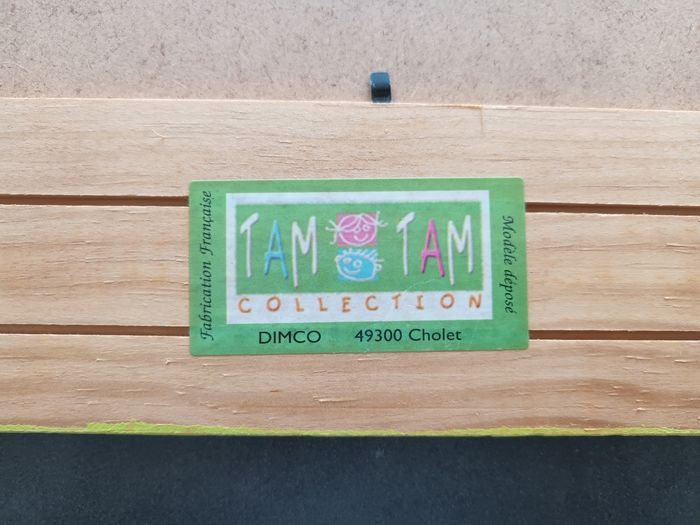 Fabrication Française
TAM TAM
COLLECTION
DIMCO 49300 Cholet
Modèle déposé